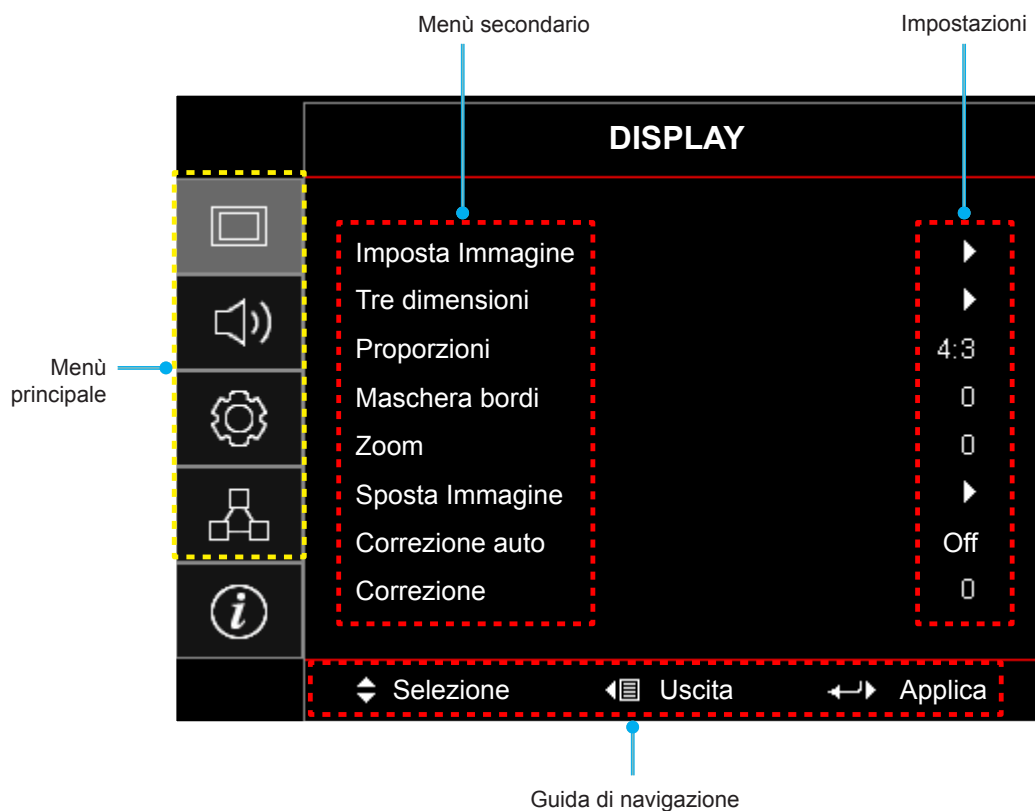 Menù secondario
Impostazioni
DISPLAY
Imposta Immagine
Tre dimensioni
Proporzioni 4:3
Maschera bordi 0
Zoom 0
Sposta Immagine
Correzione auto Off
Correzione 0
Menù
principale
i
Selezione Uscita Applica
Guida di navigazione